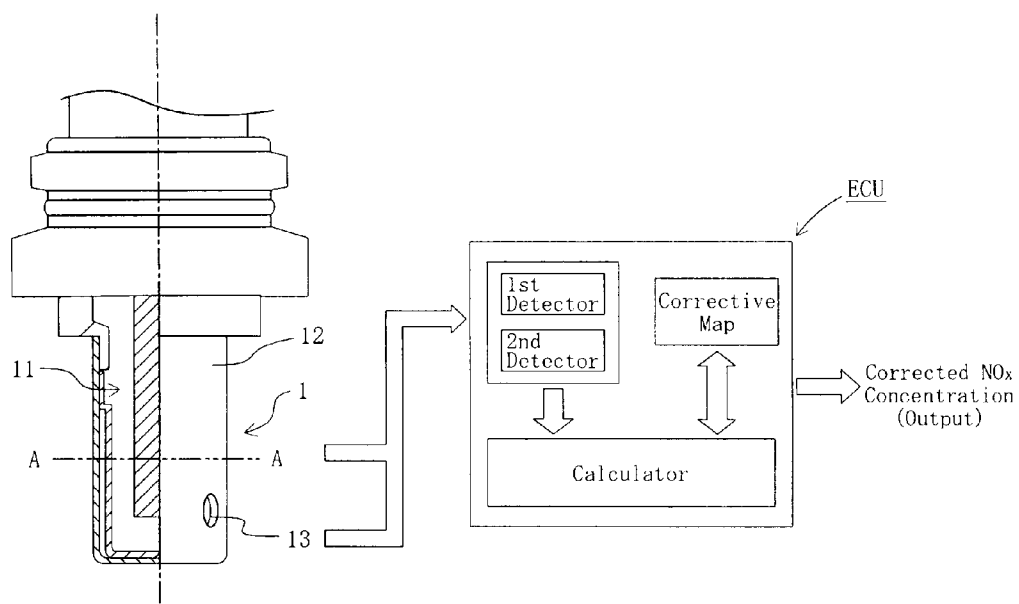 ECU
1st
Detector
2nd
Detector
Corrective
Map
Calculator
Corrected NOx
Concentration
(Output)
12
11
1
A
A
13